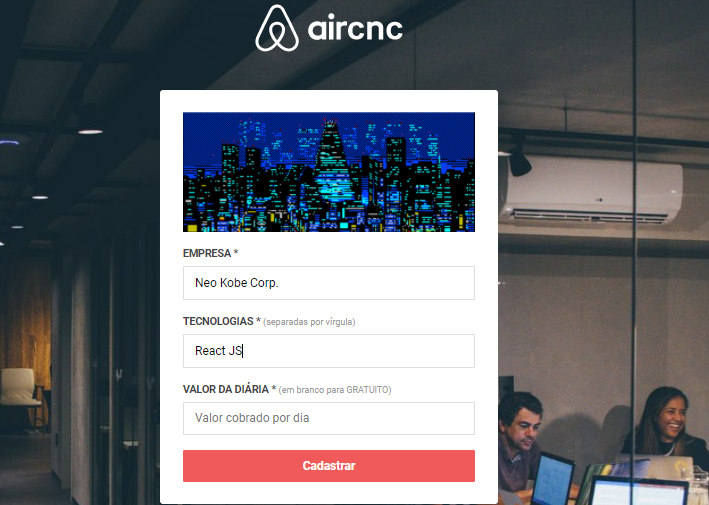 aircnc
EMPRESA *
Neo Kobe Corp.
TECNOLOGIAS * (separadas por vírgula)
React JS
VALOR DA DIÁRIA * (em branco para GRATUITO)
Valor cobrado por dia
Cadastrar